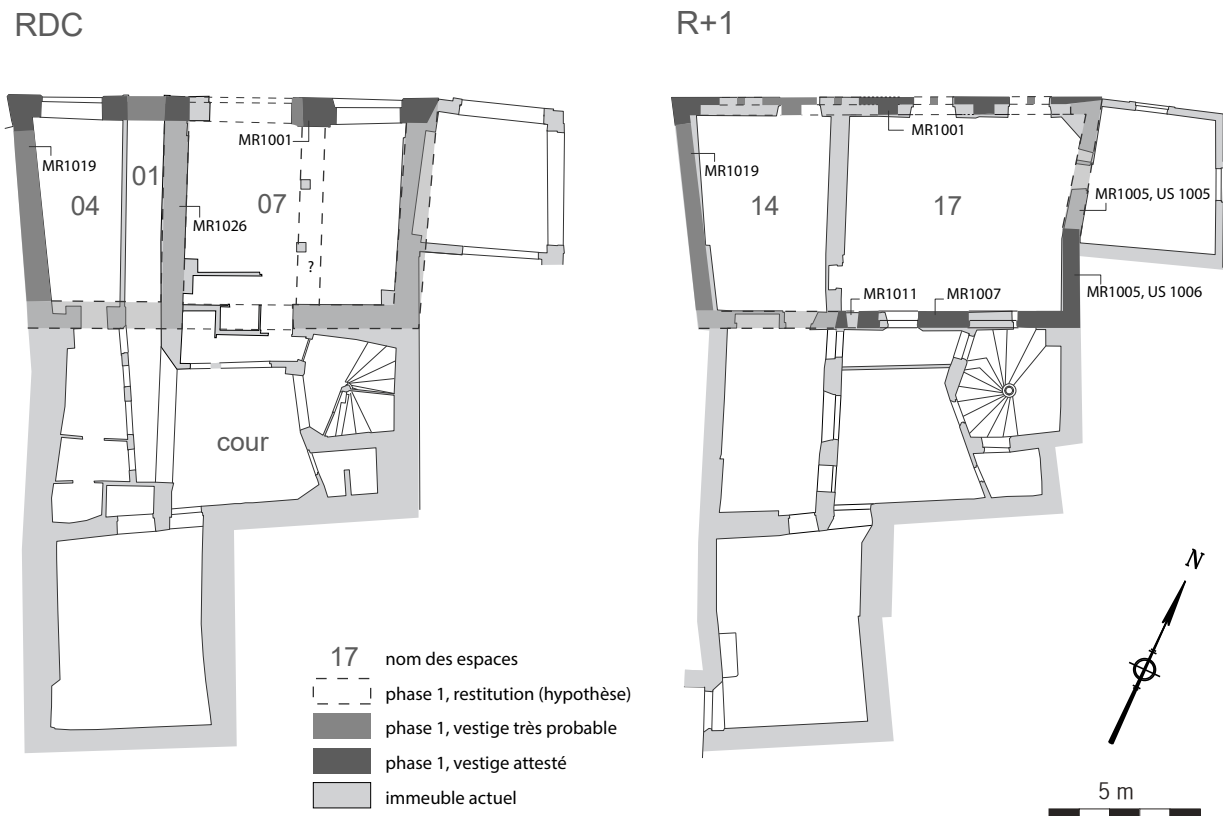 RDC
R+1
MR1001
MR1019
01
04
07
MR1026
?
cour
MR1001
MR1019
14
17
MR1005, US 1005
MR1005, US 1006
MR1011
MR1007
N
17 nom des espaces
phase 1, restitution (hypothèse)
phase 1, vestige très probable
phase 1, vestige attesté
immeuble actuel
5 m